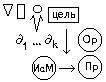 цель
∂₁ ... ∂ₖ
Ор
ИсМ → Пр